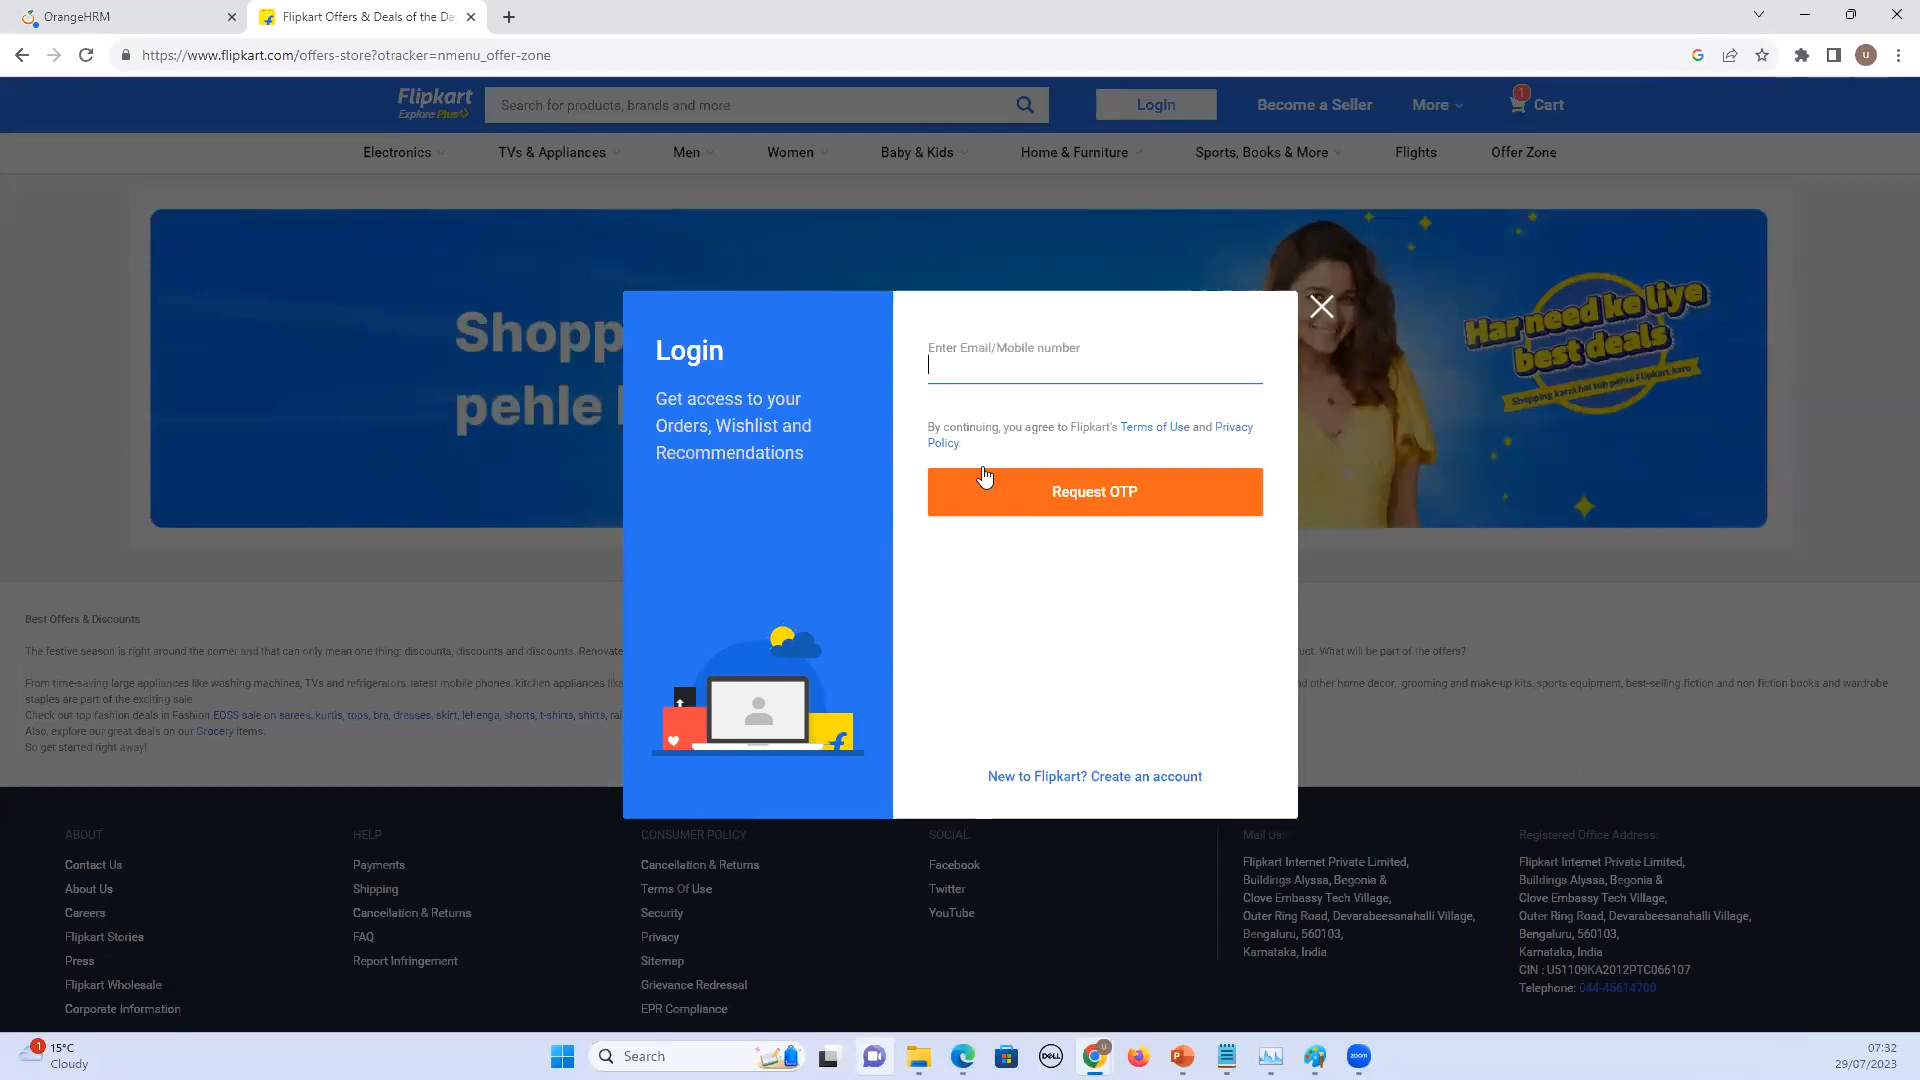 OrangeHRM
Flipkart Offers & Deals of the Da
https://www.flipkart.com/offers-store?otracker=nmenu_offer-zone
u
Flipkart
Explore Plus
Search for products, brands and more
Login
Become a Seller
More
1
Cart
Electronics
TVs & Appliances
Men
Women
Baby & Kids
Home & Furniture
Sports, Books & More
Flights
Offer Zone
Shopp
pehle
Har need ke liye
best deals
Shopping karni hai tuh pehle Flipkart karo
Login
Get access to your
Orders, Wishlist and
Recommendations
Enter Email/Mobile number
By continuing, you agree to Flipkart's Terms of Use and Privacy
Policy.
Request OTP
New to Flipkart? Create an account
Best Offers & Discounts
The festive season is right around the corner and that can only mean one thing: discounts, discounts and discounts. Renovate
uct. What will be part of the offers?
From time-saving large appliances like washing machines, TVs and refrigerators, latest mobile phones, kitchen appliances like
d other home decor, grooming and make-up kits, sports equipment, best-selling fiction and non fiction books and wardrobe
staples are part of the exciting sale
Check out top fashion deals in Fashion EOSS sale on sarees, kurtis, tops, bra, dresses, skirt, lehenga, shorts, t-shirts, shirts,
Also, explore our great deals on our Grocery items.
So get started right away!
ABOUT
Contact Us
About Us
Careers
Flipkart Stories
Press
Flipkart Wholesale
Corporate Information
HELP
Payments
Shipping
Cancellation & Returns
FAQ
Report Infringement
CONSUMER POLICY
Cancellation & Returns
Terms Of Use
Security
Privacy
Sitemap
Grievance Redressal
EPR Compliance
SOCIAL
Facebook
Twitter
YouTube
Mail Us:
Flipkart Internet Private Limited,
Buildings Alyssa, Begonia &
Clove Embassy Tech Village,
Outer Ring Road, Devarabeesanahalli Village,
Bengaluru, 560103,
Karnataka, India
Registered Office Address:
Flipkart Internet Private Limited,
Buildings Alyssa, Begonia &
Clove Embassy Tech Village,
Outer Ring Road, Devarabeesanahalli Village,
Bengaluru, 560103,
Karnataka, India
CIN : U51109KA2012PTC066107
Telephone: 044-45614700
1
15°C
Cloudy
Search
DELL
u
zoom
07:32
29/07/2023